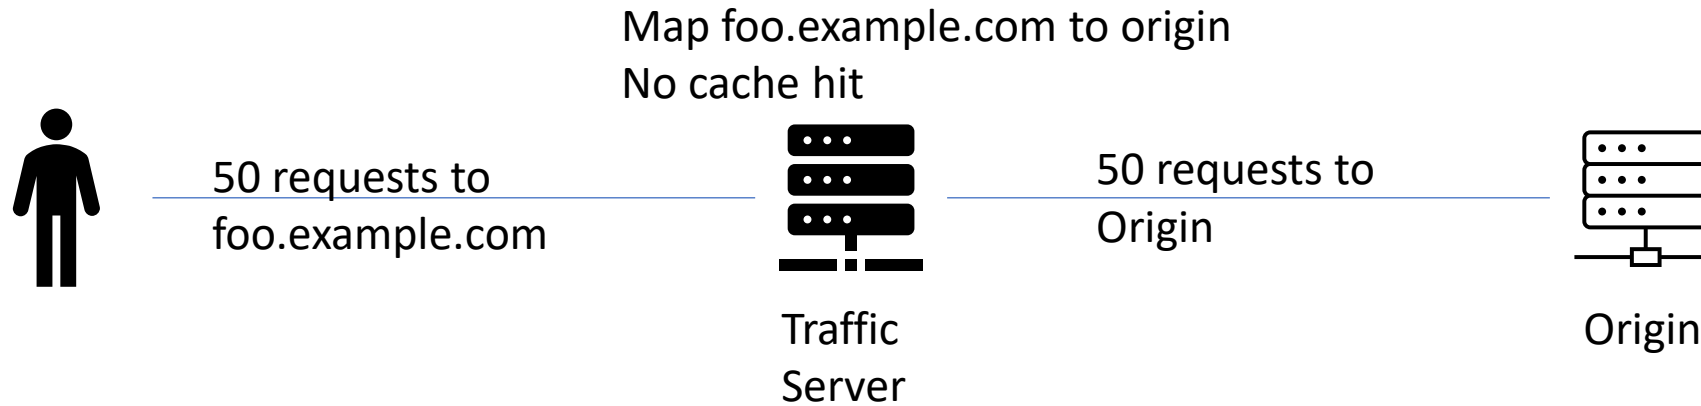 Map foo.example.com to origin
No cache hit
50 requests to
foo.example.com
50 requests to
Origin
Traffic
Server
Origin